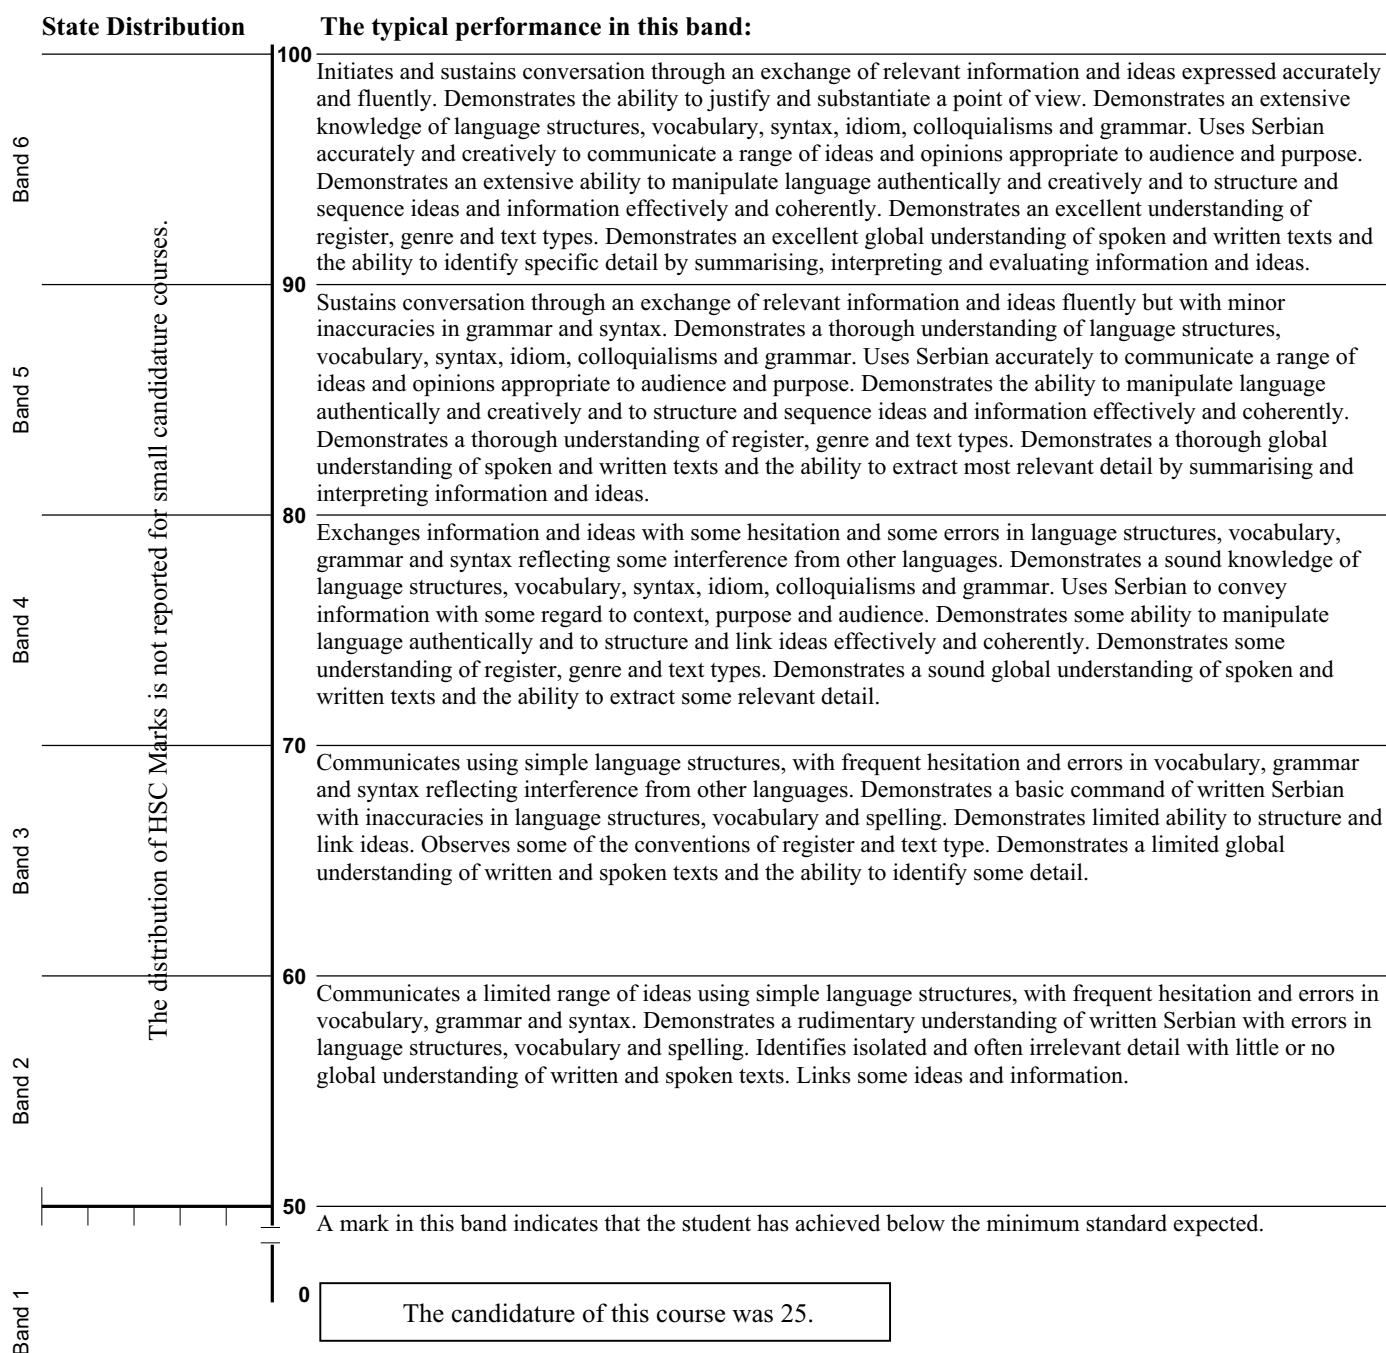 State Distribution
The typical performance in this band:
100
Initiates and sustains conversation through an exchange of relevant information and ideas expressed accurately
and fluently. Demonstrates the ability to justify and substantiate a point of view. Demonstrates an extensive
knowledge of language structures, vocabulary, syntax, idiom, colloquialisms and grammar. Uses Serbian
accurately and creatively to communicate a range of ideas and opinions appropriate to audience and purpose.
Demonstrates an extensive ability to manipulate language authentically and creatively and to structure and
sequence ideas and information effectively and coherently. Demonstrates an excellent understanding of
register, genre and text types. Demonstrates an excellent global understanding of spoken and written texts and
the ability to identify specific detail by summarising, interpreting and evaluating information and ideas.
Band 6
90
Sustains conversation through an exchange of relevant information and ideas fluently but with minor
inaccuracies in grammar and syntax. Demonstrates a thorough understanding of language structures,
vocabulary, syntax, idiom, colloquialisms and grammar. Uses Serbian accurately to communicate a range of
ideas and opinions appropriate to audience and purpose. Demonstrates the ability to manipulate language
authentically and creatively and to structure and sequence ideas and information effectively and coherently.
Demonstrates a thorough understanding of register, genre and text types. Demonstrates a thorough global
understanding of spoken and written texts and the ability to extract most relevant detail by summarising and
interpreting information and ideas.
Band 5
80
Exchanges information and ideas with some hesitation and some errors in language structures, vocabulary,
grammar and syntax reflecting some interference from other languages. Demonstrates a sound knowledge of
language structures, vocabulary, syntax, idiom, colloquialisms and grammar. Uses Serbian to convey
information with some regard to context, purpose and audience. Demonstrates some ability to manipulate
language authentically and to structure and link ideas effectively and coherently. Demonstrates some
understanding of register, genre and text types. Demonstrates a sound global understanding of spoken and
written texts and the ability to extract some relevant detail.
Band 4
The distribution of HSC Marks is not reported for small candidature courses.
70
Communicates using simple language structures, with frequent hesitation and errors in vocabulary, grammar
and syntax reflecting interference from other languages. Demonstrates a basic command of written Serbian
with inaccuracies in language structures, vocabulary and spelling. Demonstrates limited ability to structure and
link ideas. Observes some of the conventions of register and text type. Demonstrates a limited global
understanding of written and spoken texts and the ability to identify some detail.
Band 3
60
Communicates a limited range of ideas using simple language structures, with frequent hesitation and errors in
vocabulary, grammar and syntax. Demonstrates a rudimentary understanding of written Serbian with errors in
language structures, vocabulary and spelling. Identifies isolated and often irrelevant detail with little or no
global understanding of written and spoken texts. Links some ideas and information.
Band 2
50
A mark in this band indicates that the student has achieved below the minimum standard expected.
0
Band 1
The candidature of this course was 25.